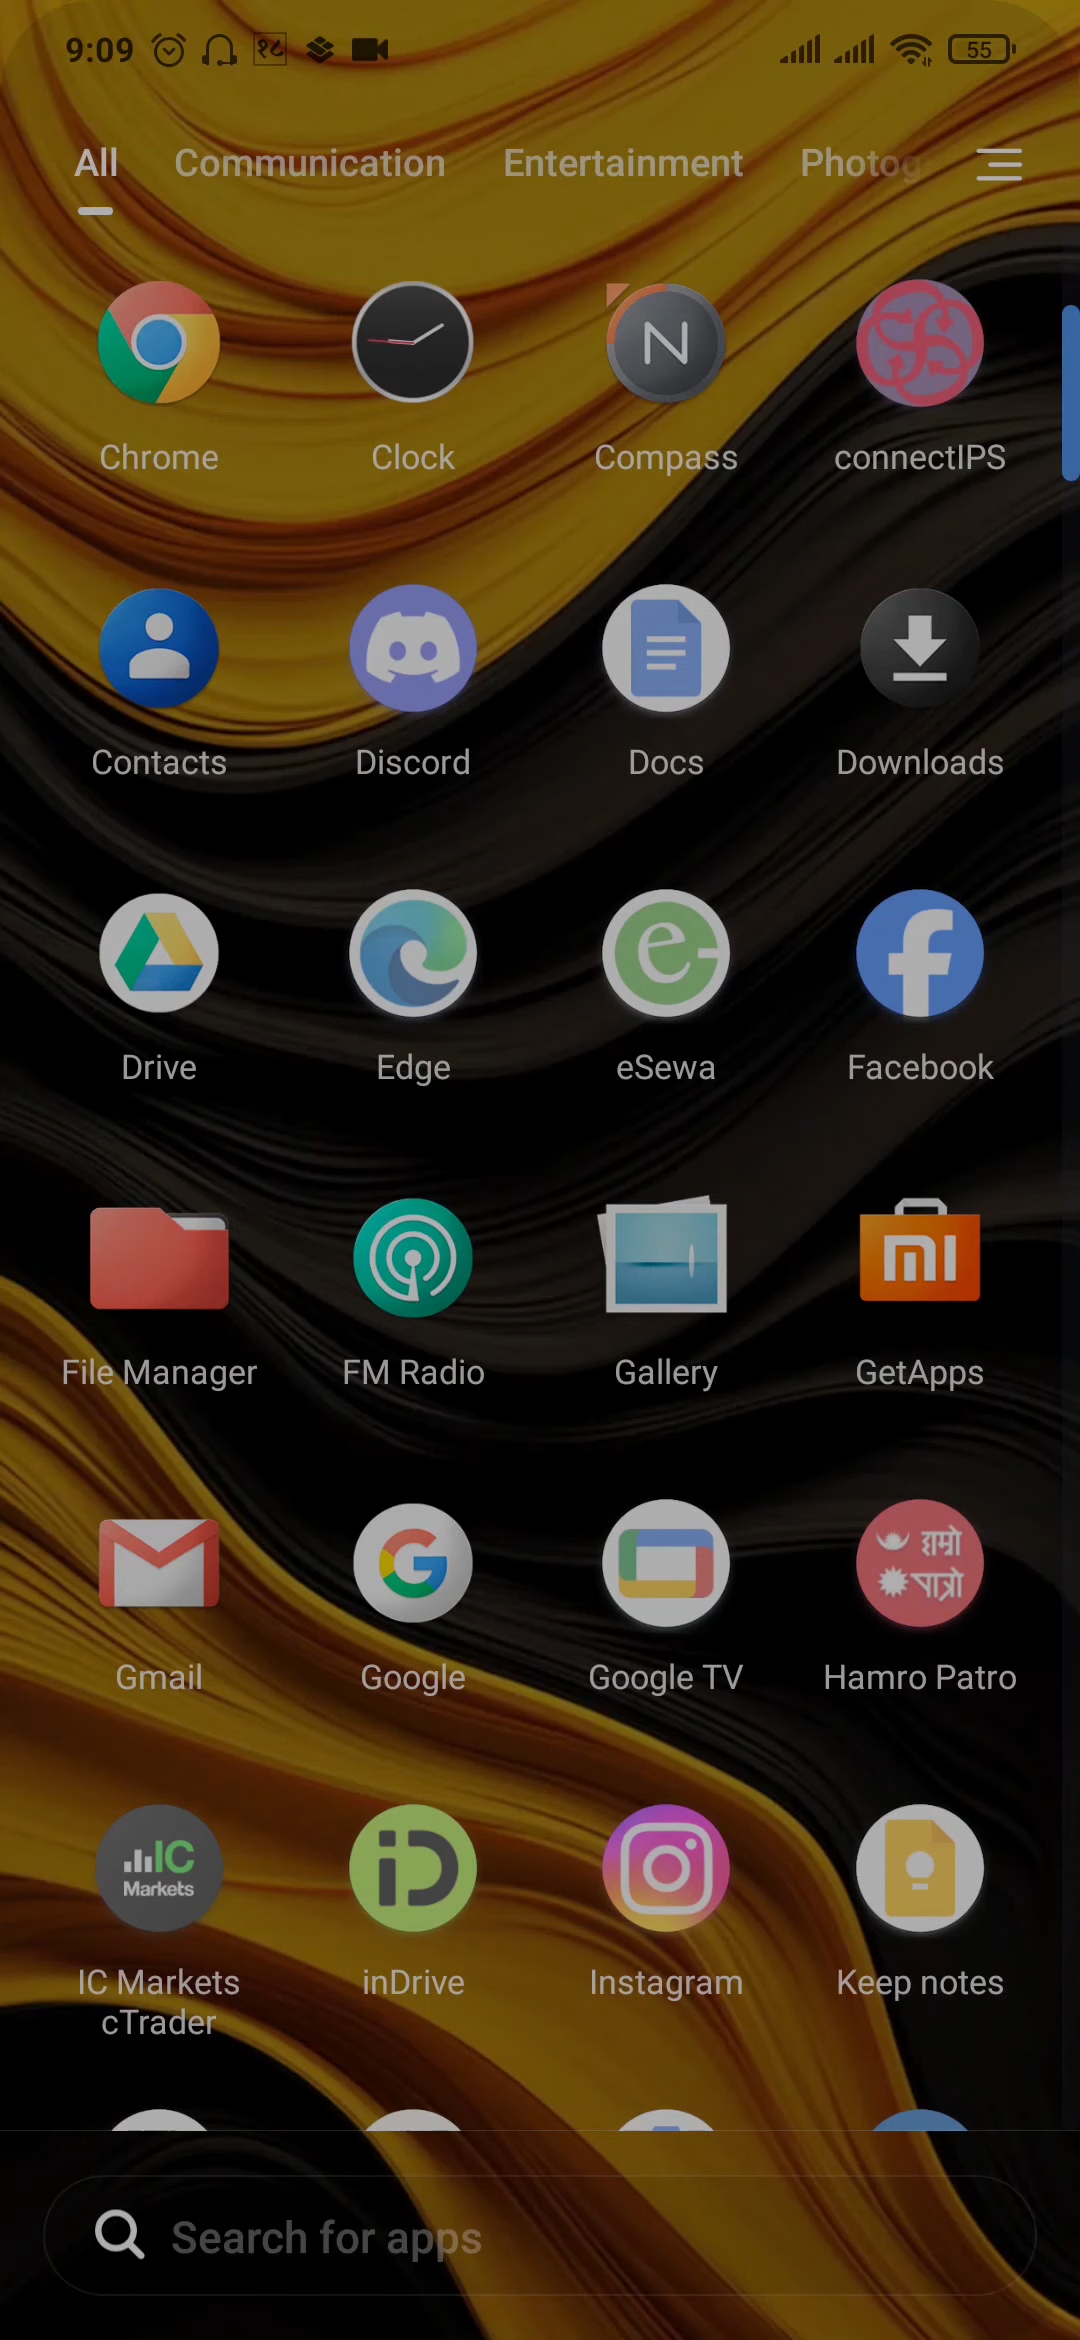 9:09 १८ 55
All Communication Entertainment Photog
Chrome Clock Compass connectIPS
Contacts Discord Docs Downloads
Drive Edge eSewa Facebook
File Manager FM Radio Gallery GetApps
हाम्रो
पात्रो
Gmail Google Google TV Hamro Patro
IC
Markets
iD
IC Markets inDrive Instagram Keep notes
cTrader
Search for apps